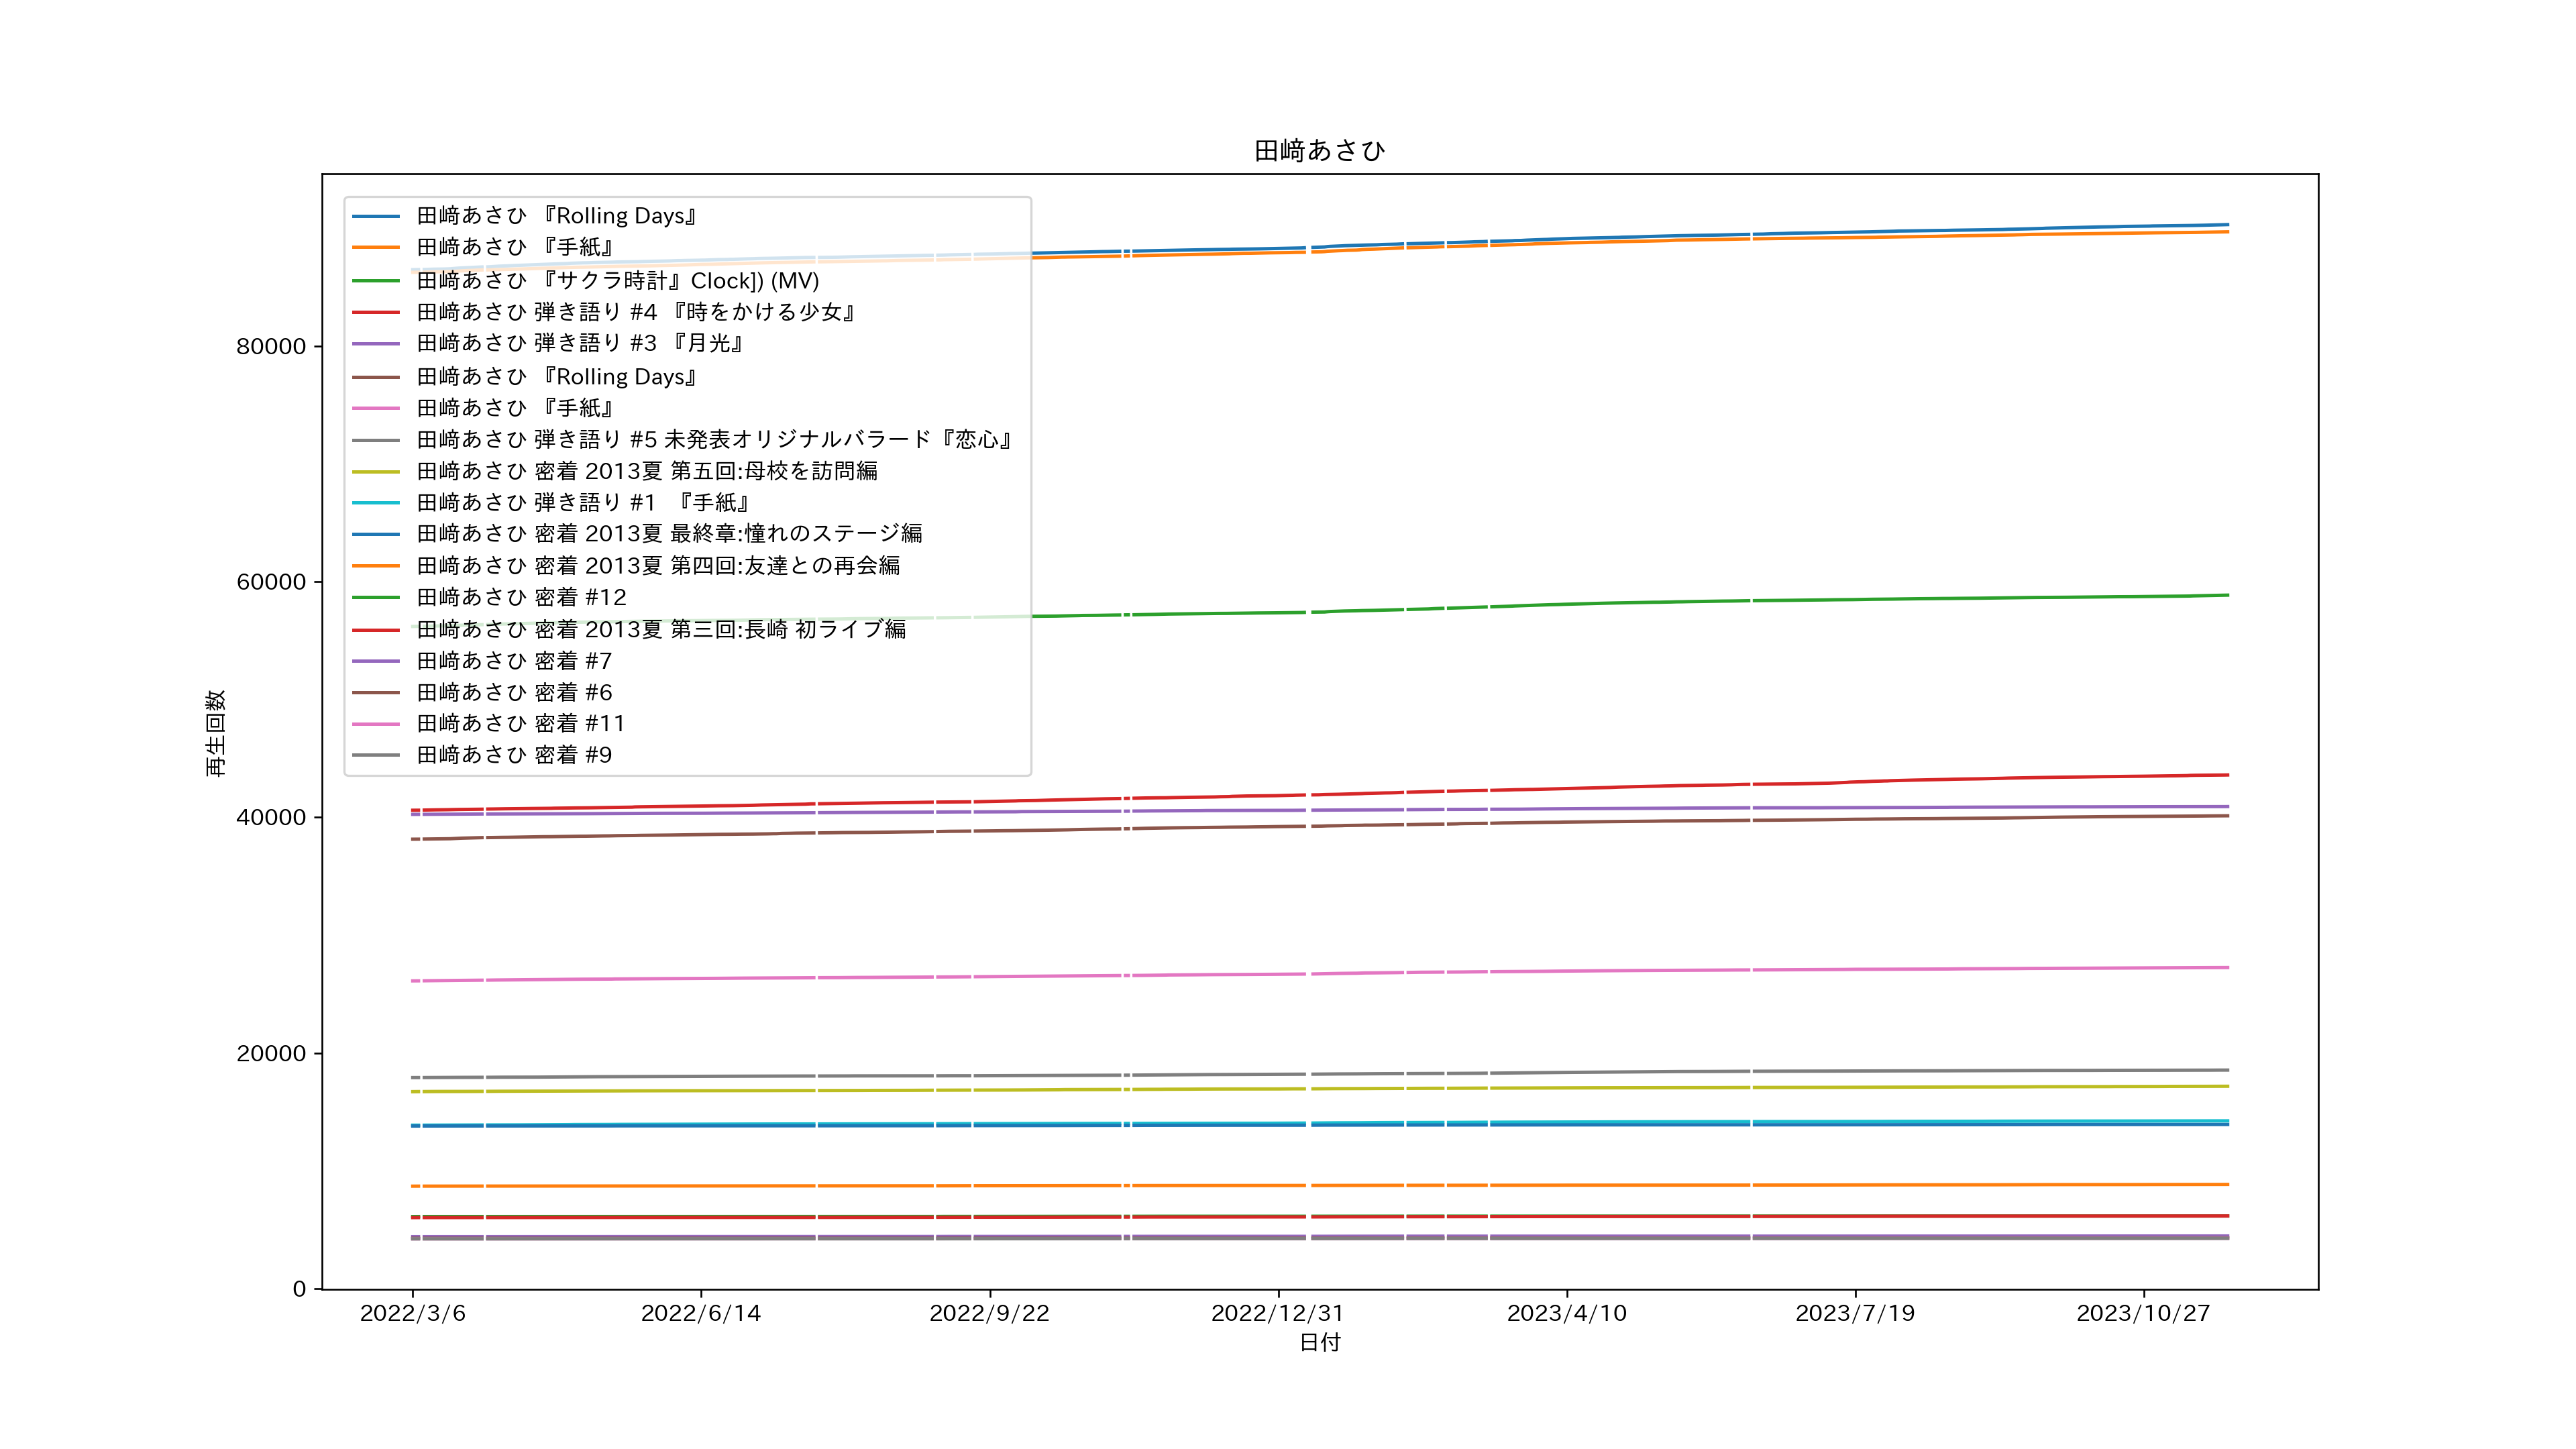 田﨑あさひ
田﨑あさひ 『Rolling Days』
田﨑あさひ 『手紙』
田﨑あさひ 『サクラ時計』Clock]) (MV)
田﨑あさひ 弾き語り #4 『時をかける少女』
田﨑あさひ 弾き語り #3 『月光』
田﨑あさひ 『Rolling Days』
田﨑あさひ 『手紙』
田﨑あさひ 弾き語り #5 未発表オリジナルバラード『恋心』
田﨑あさひ 密着 2013夏 第五回:母校を訪問編
田﨑あさひ 弾き語り #1 『手紙』
田﨑あさひ 密着 2013夏 最終章:憧れのステージ編
田﨑あさひ 密着 2013夏 第四回:友達との再会編
田﨑あさひ 密着 #12
田﨑あさひ 密着 2013夏 第三回:長崎 初ライブ編
田﨑あさひ 密着 #7
田﨑あさひ 密着 #6
田﨑あさひ 密着 #11
田﨑あさひ 密着 #9
再生回数
80000
60000
40000
20000
0
2022/3/6 2022/6/14 2022/9/22 2022/12/31 2023/4/10 2023/7/19 2023/10/27
日付